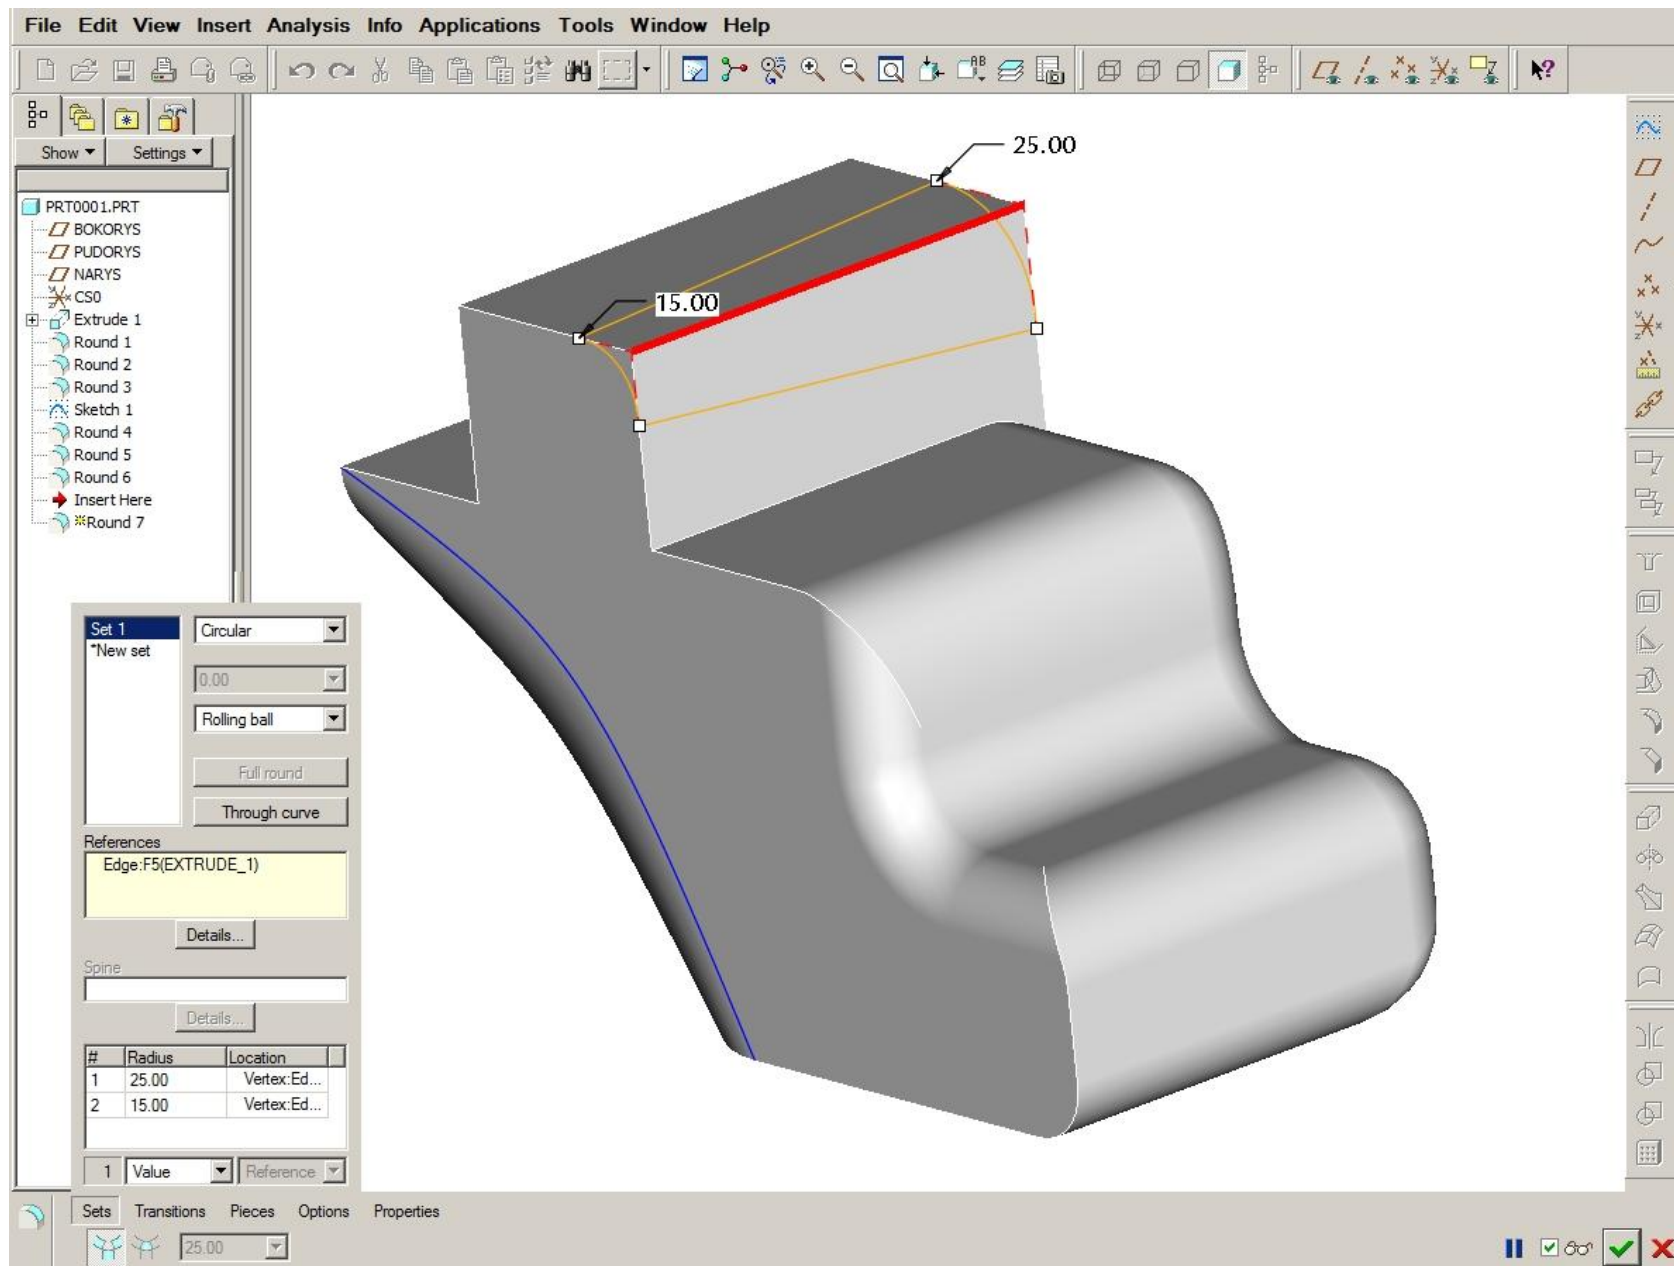 File Edit View Insert Analysis Info Applications Tools Window Help
Show Settings
PRT0001.PRT
BOKORYS
PUDORYS
NARYS
CS0
Extrude 1
Round 1
Round 2
Round 3
Sketch 1
Round 4
Round 5
Round 6
Insert Here
Round 7
25.00
15.00
Set 1
*New set
Circular
0.00
Rolling ball
Full round
Through curve
References
Edge:F5(EXTRUDE_1)
Details...
Spine
Details...
# Radius Location
1 25.00 Vertex:Ed...
2 15.00 Vertex:Ed...
1 Value Reference
Sets Transitions Pieces Options Properties
25.00